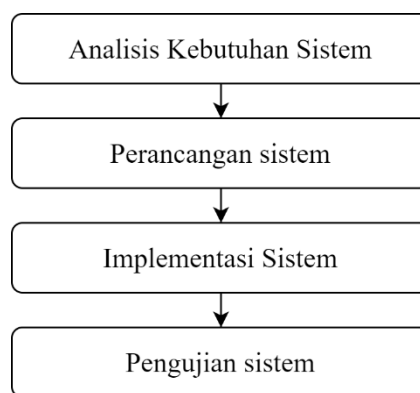 Analisis Kebutuhan Sistem
Perancangan sistem
Implementasi Sistem
Pengujian sistem